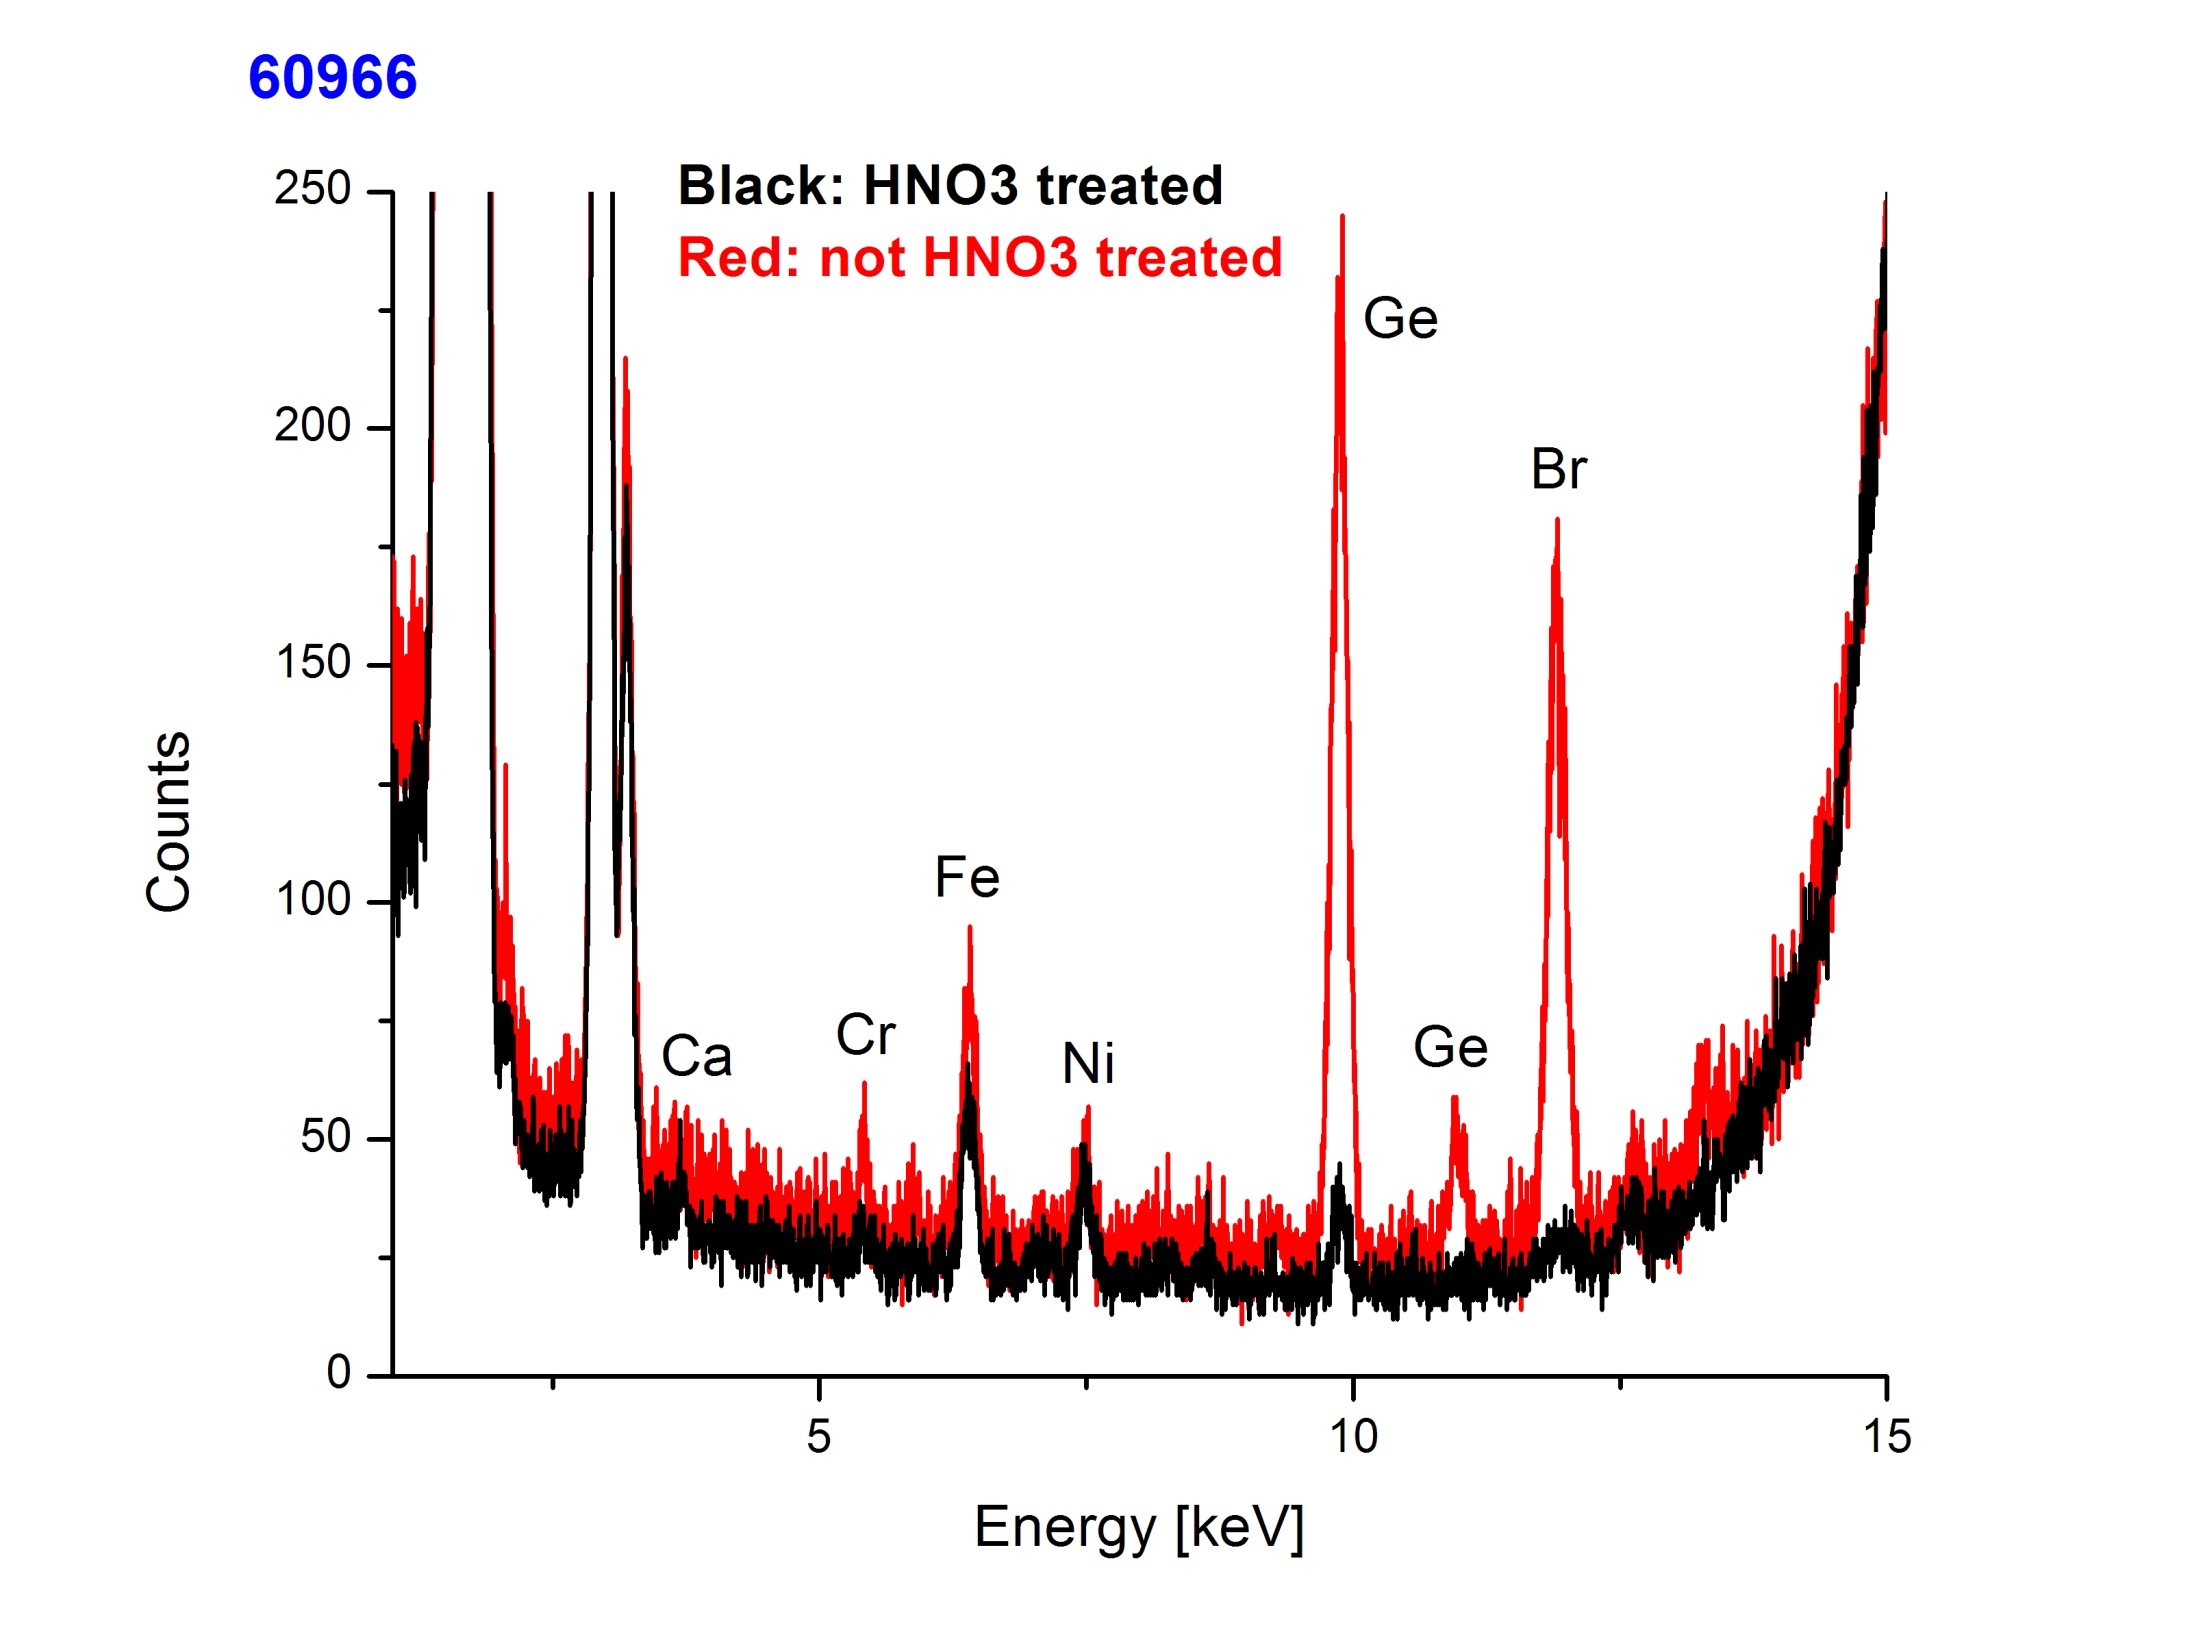 60966
Black: HNO3 treated
Red: not HNO3 treated
250
200
150
100
50
0
Counts
Ca
Cr
Fe
Ni
Ge
Ge
Br
5
10
15
Energy [keV]